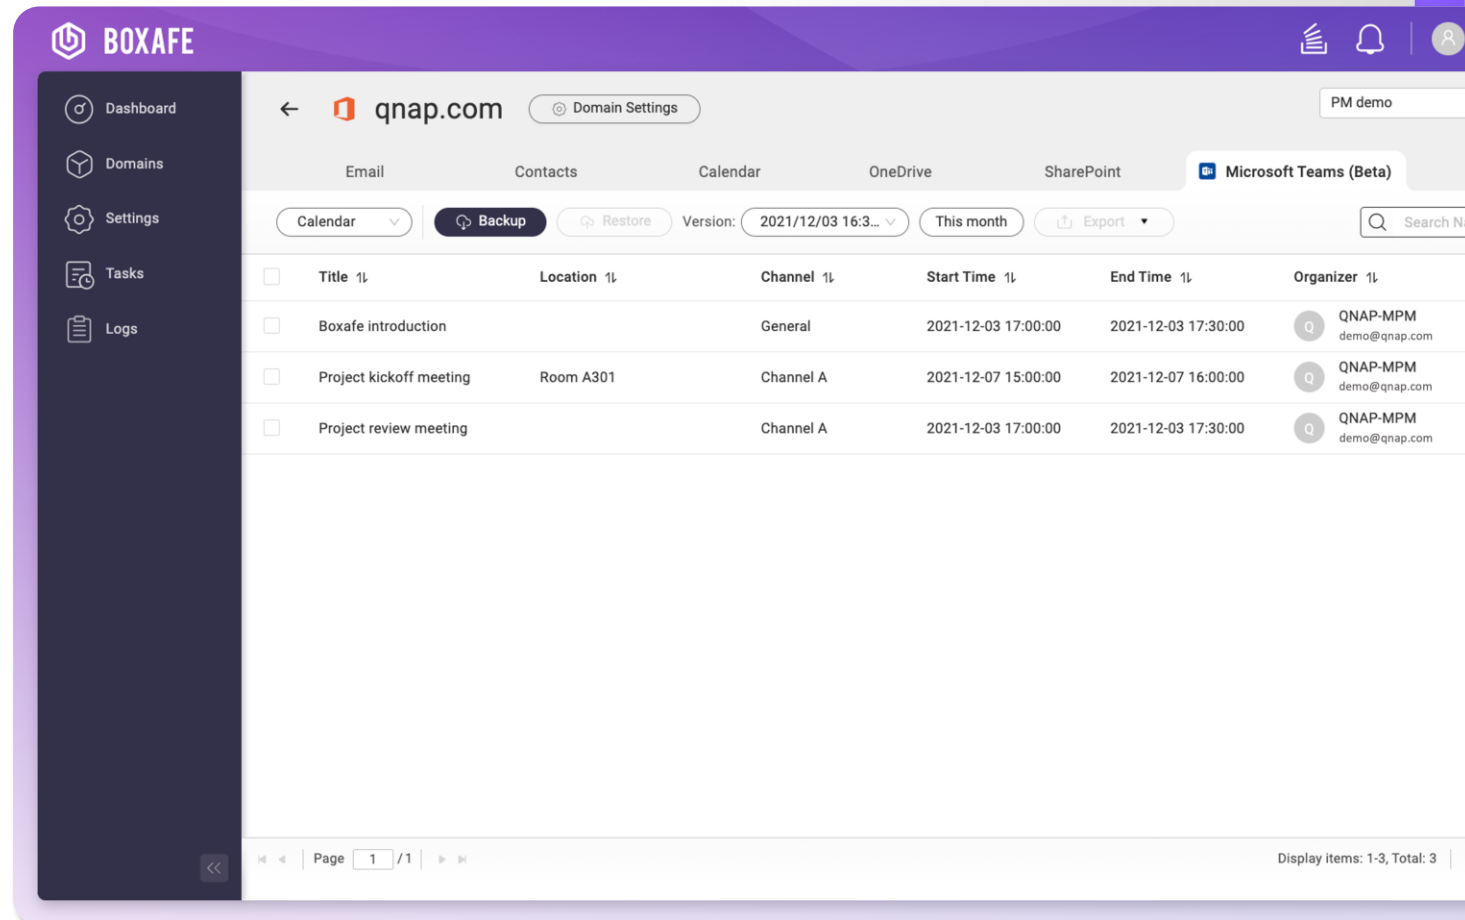 BOXAFE
Dashboard
Domains
Settings
Tasks
Logs
qnap.com
Domain Settings
PM demo
Email Contacts Calendar OneDrive SharePoint Microsoft Teams (Beta)
Calendar Backup Restore Version: 2021/12/03 16:3... This month Export Search
Title Location Channel Start Time End Time Organizer
Boxafe introduction General 2021-12-03 17:00:00 2021-12-03 17:30:00 Q QNAP-MPM
demo@qnap.com
Project kickoff meeting Room A301 Channel A 2021-12-07 15:00:00 2021-12-07 16:00:00 Q QNAP-MPM
demo@qnap.com
Project review meeting Channel A 2021-12-03 17:00:00 2021-12-03 17:30:00 Q QNAP-MPM
demo@qnap.com
Page 1 /1 Display items: 1-3, Total: 3